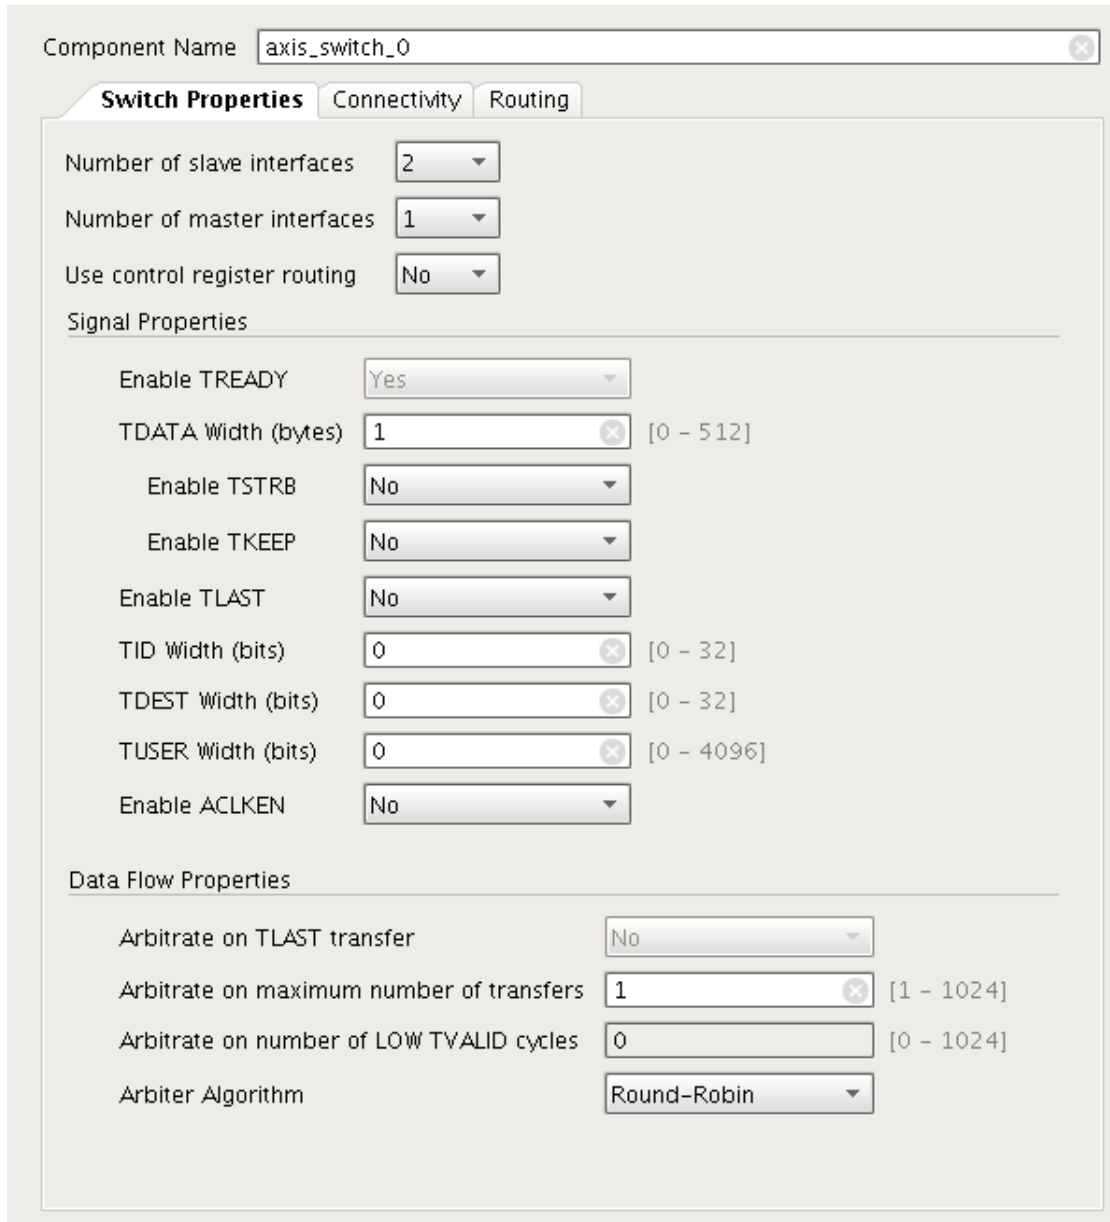 Component Name axis_switch_0
Switch Properties Connectivity Routing
Number of slave interfaces 2
Number of master interfaces 1
Use control register routing No
Signal Properties
Enable TREADY Yes
TDATA Width (bytes) 1 [0 – 512]
Enable TSTRB No
Enable TKEEP No
Enable TLAST No
TID Width (bits) 0 [0 – 32]
TDEST Width (bits) 0 [0 – 32]
TUSER Width (bits) 0 [0 – 4096]
Enable ACLKEN No
Data Flow Properties
Arbitrate on TLAST transfer No
Arbitrate on maximum number of transfers 1 [1 – 1024]
Arbitrate on number of LOW TVALID cycles 0 [0 – 1024]
Arbiter Algorithm Round–Robin